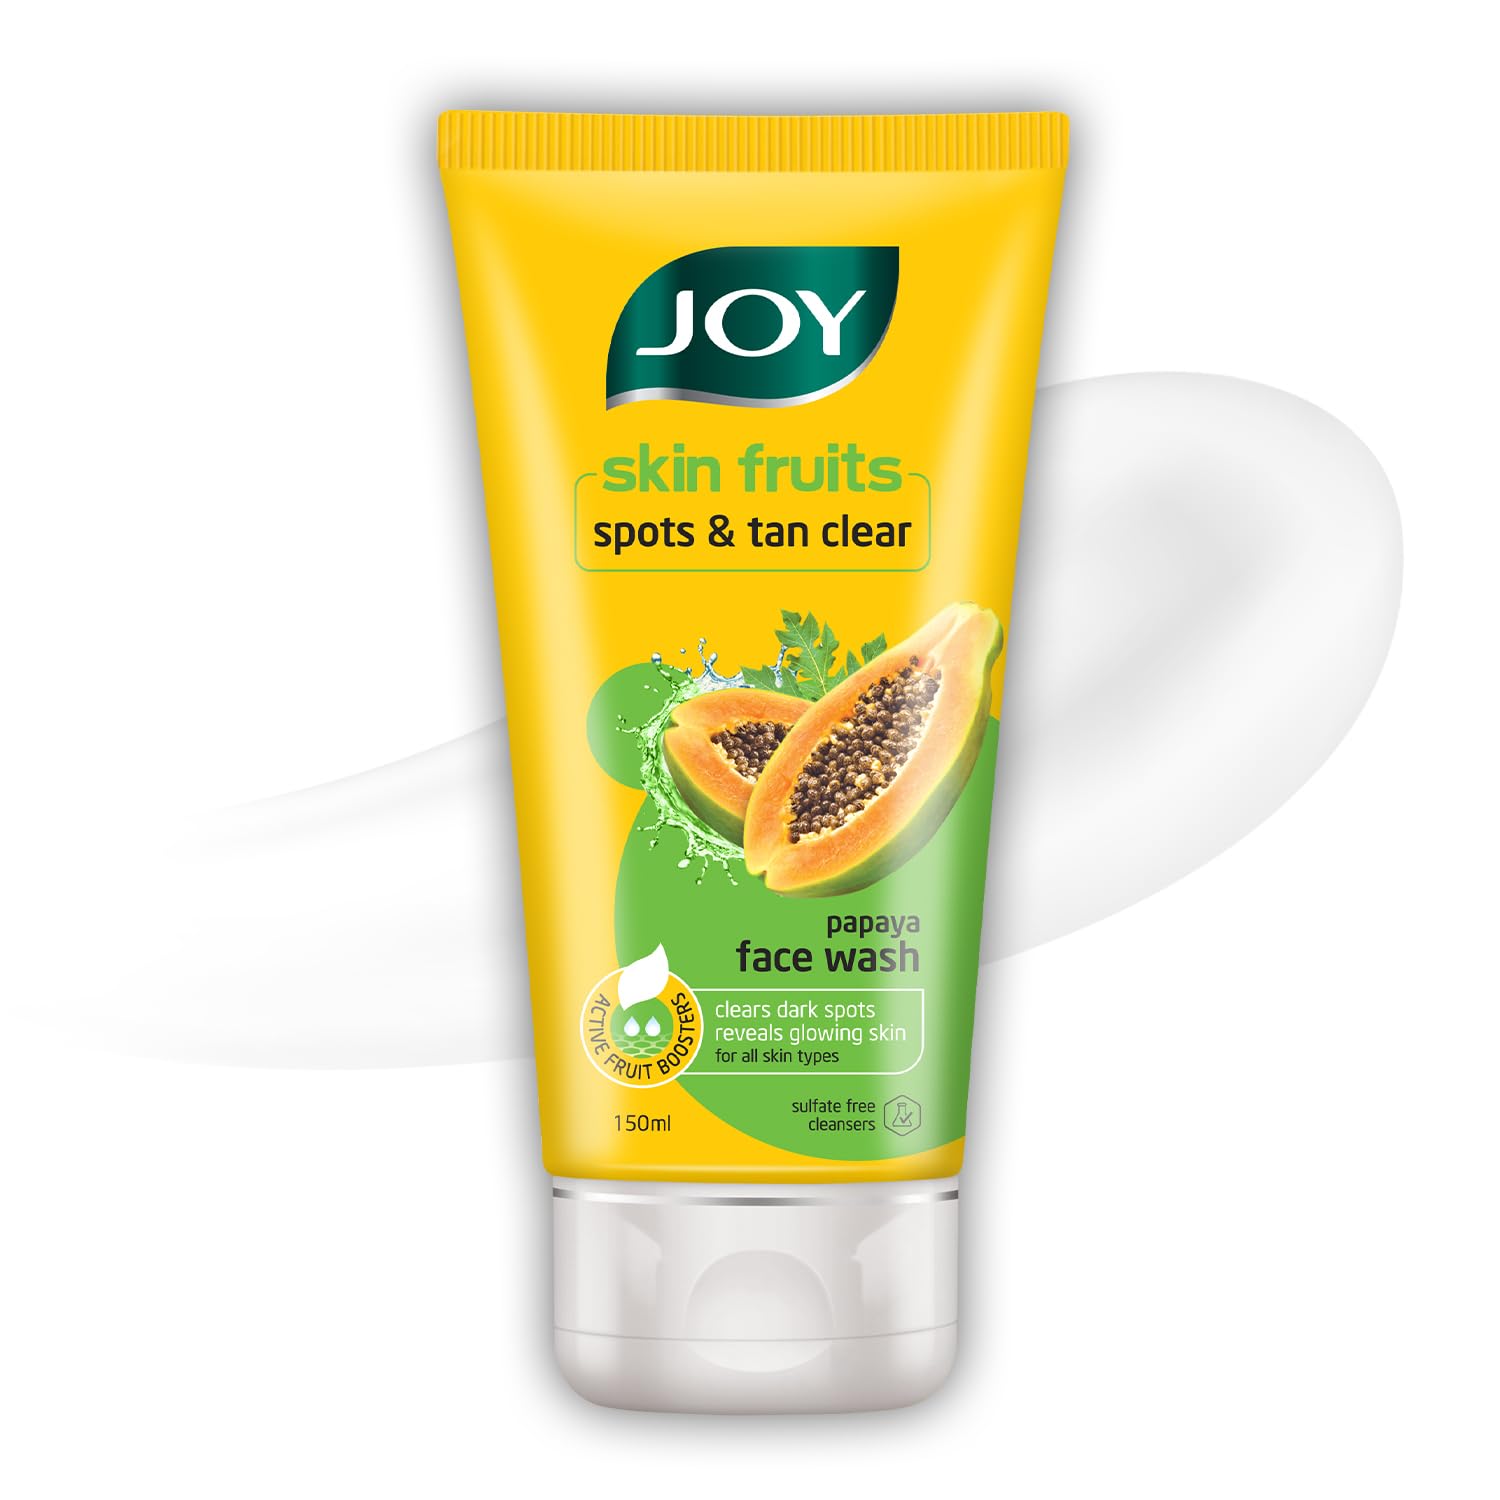 JOY
skin fruits
spots & tan clear
papaya
face wash
clears dark spots
reveals glowing skin
for all skin types
ACTIVE FRUIT BOOSTERS
sulfate free
cleansers
150ml